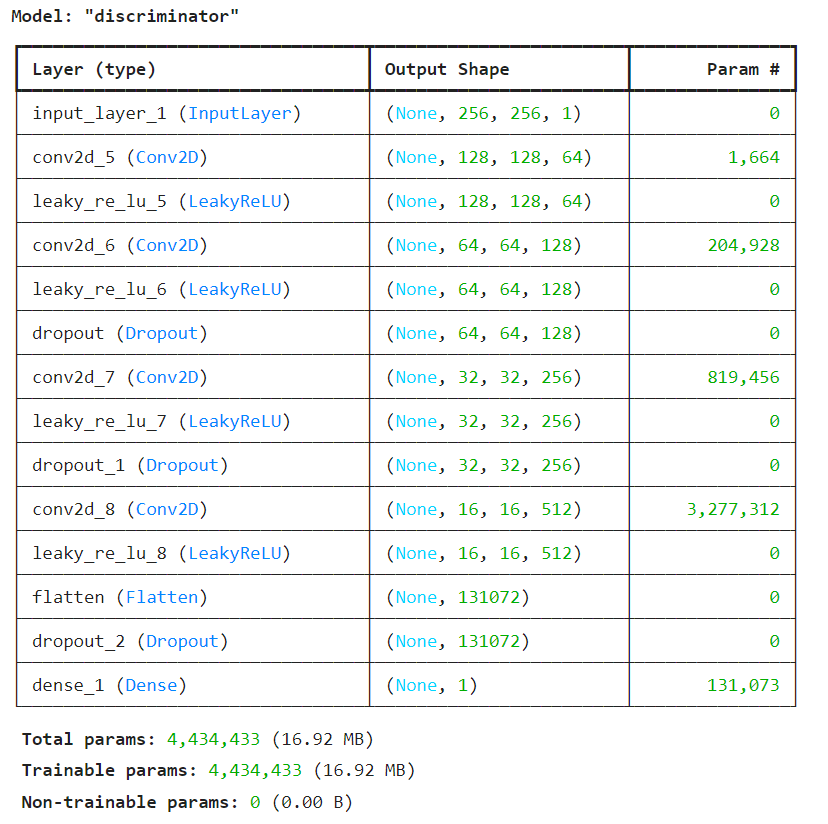 Model: "discriminator"
Layer (type) Output Shape Param #
input_layer_1 (InputLayer) (None, 256, 256, 1) 0
conv2d_5 (Conv2D) (None, 128, 128, 64) 1,664
leaky_re_lu_5 (LeakyReLU) (None, 128, 128, 64) 0
conv2d_6 (Conv2D) (None, 64, 64, 128) 204,928
leaky_re_lu_6 (LeakyReLU) (None, 64, 64, 128) 0
dropout (Dropout) (None, 64, 64, 128) 0
conv2d_7 (Conv2D) (None, 32, 32, 256) 819,456
leaky_re_lu_7 (LeakyReLU) (None, 32, 32, 256) 0
dropout_1 (Dropout) (None, 32, 32, 256) 0
conv2d_8 (Conv2D) (None, 16, 16, 512) 3,277,312
leaky_re_lu_8 (LeakyReLU) (None, 16, 16, 512) 0
flatten (Flatten) (None, 131072) 0
dropout_2 (Dropout) (None, 131072) 0
dense_1 (Dense) (None, 1) 131,073
Total params: 4,434,433 (16.92 MB)
Trainable params: 4,434,433 (16.92 MB)
Non-trainable params: 0 (0.00 B)